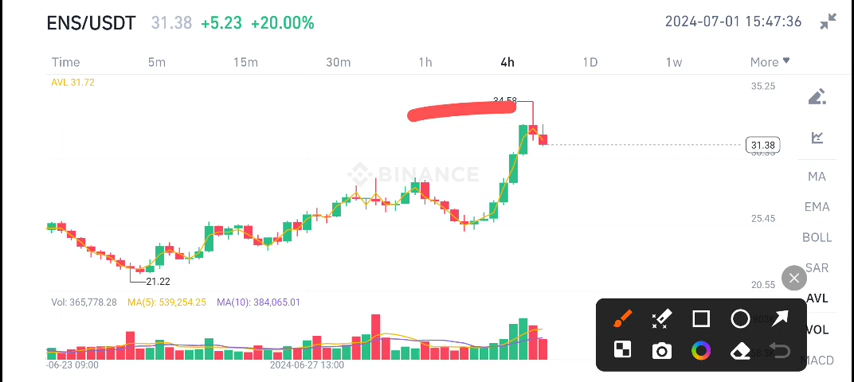 ENS/USDT 31.38 +5.23 +20.00% 2024-07-01 15:47:36
Time 5m 15m 30m 1h 4h 1D 1w More
AVL 31.72
35.25
34.58
31.38
MA
BINANCE
EMA
25.45
BOLL
SAR
21.22
20.55
AVL
Vol: 365,778.28 MA(5): 539,254.25 MA(10): 384,065.01
VOL
MACD
-06-23 09:00 2024-06-27 13:00